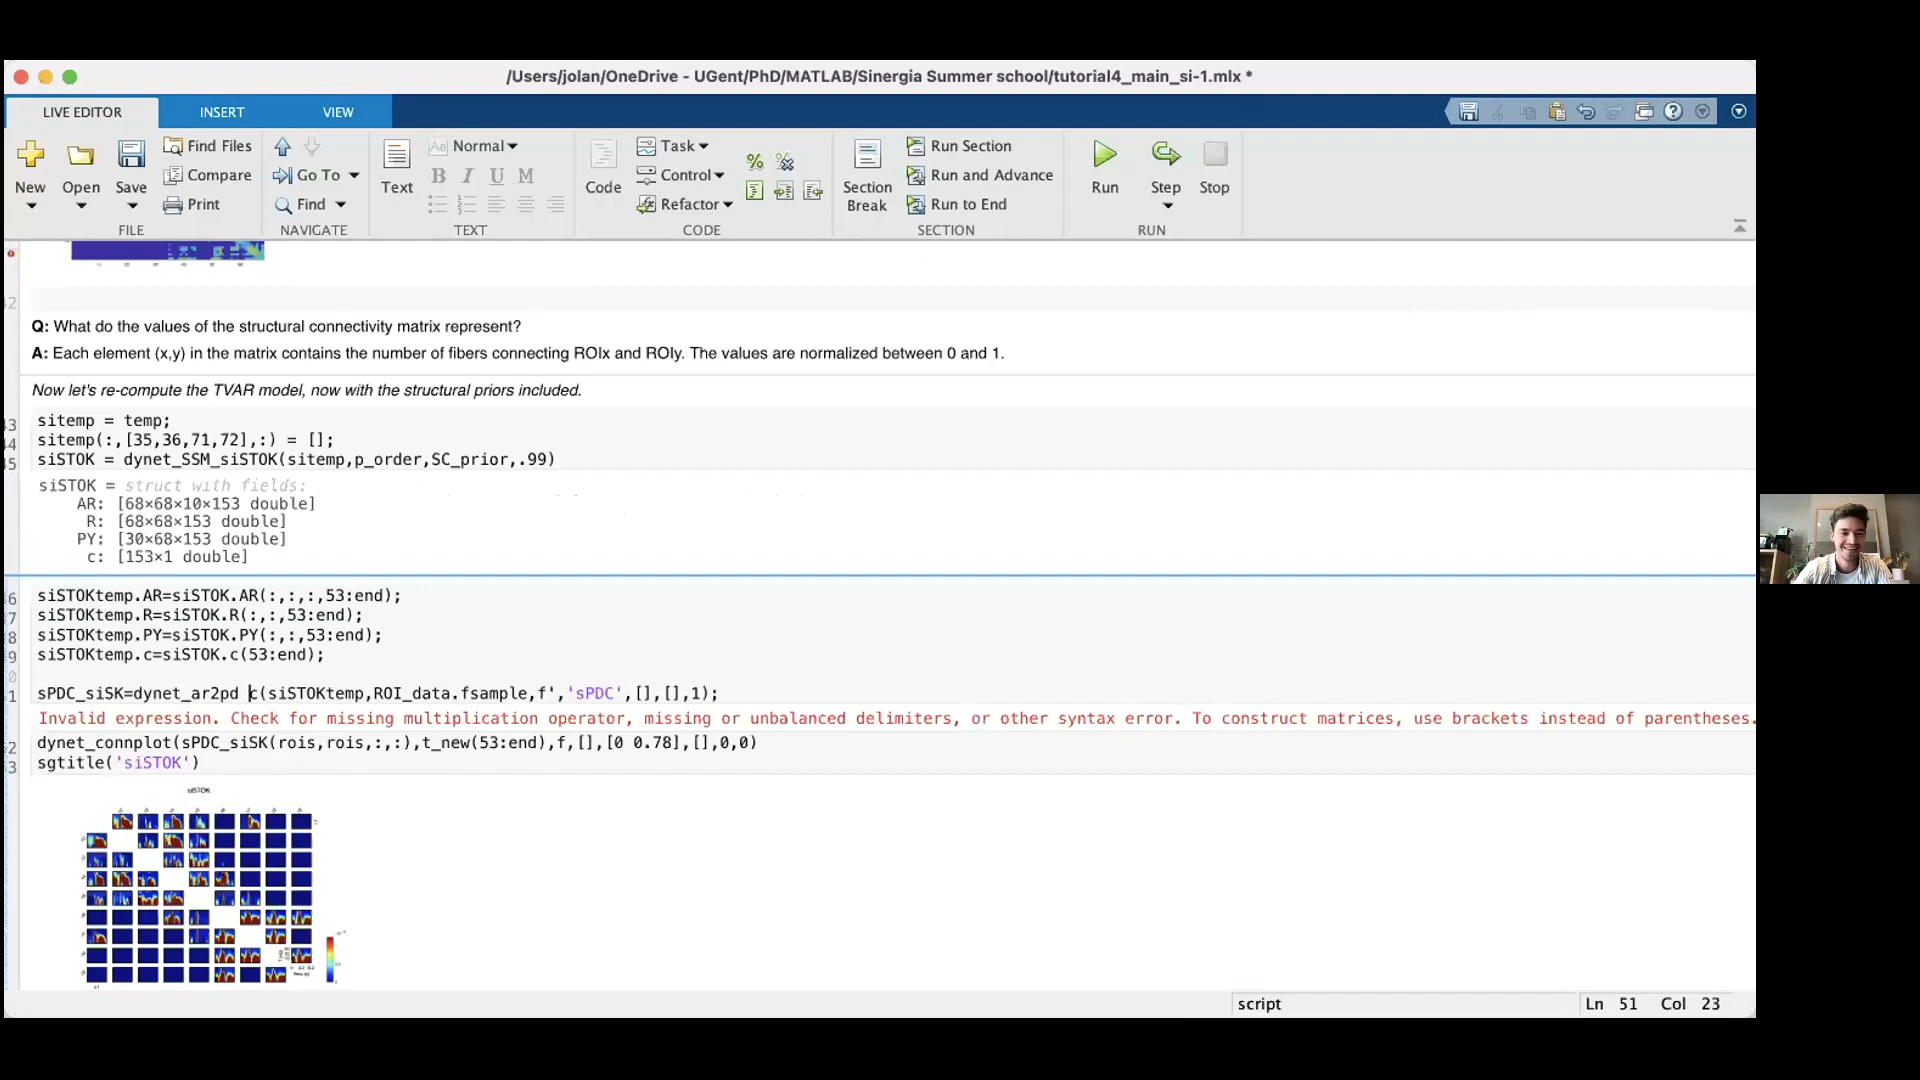 /Users/jolan/OneDrive - UGent/PhD/MATLAB/Sinergia Summer school/tutorial4_main_si-1.mlx *
LIVE EDITOR INSERT VIEW
New Open Save Find Files Compare Print
Go To Find
Text Normal B I U M
Code Task Control Refactor
Section Break Run Section Run and Advance Run to End
Run Step Stop
FILE NAVIGATE TEXT CODE SECTION RUN
Q: What do the values of the structural connectivity matrix represent?
A: Each element (x,y) in the matrix contains the number of fibers connecting ROIx and ROIy. The values are normalized between 0 and 1.
Now let's re-compute the TVAR model, now with the structural priors included.
sitemp = temp;
sitemp(:,[35,36,71,72],:) = [];
siSTOK = dynet_SSM_siSTOK(sitemp,p_order,SC_prior,.99)
siSTOK = struct with fields:
AR: [68×68×10×153 double]
R: [68×68×153 double]
PY: [30×68×153 double]
c: [153×1 double]
siSTOKtemp.AR=siSTOK.AR(:,:,:,53:end);
siSTOKtemp.R=siSTOK.R(:,:,53:end);
siSTOKtemp.PY=siSTOK.PY(:,:,53:end);
siSTOKtemp.c=siSTOK.c(53:end);
sPDC_siSK=dynet_ar2pd c(siSTOKtemp,ROI_data.fsample,f','sPDC',[],[],1);
Invalid expression. Check for missing multiplication operator, missing or unbalanced delimiters, or other syntax error. To construct matrices, use brackets instead of parentheses.
dynet_connplot(sPDC_siSK(rois,rois,:,:),t_new(53:end),f,[],[0 0.78],[],0,0)
sgtitle('siSTOK')
siSTOK
script Ln 51 Col 23